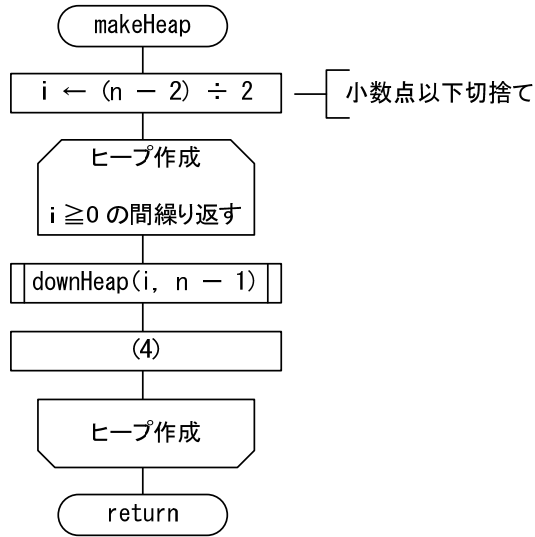 makeHeap
i ← (n － 2) ÷ 2
小数点以下切捨て
ヒープ作成
i ≧0 の間繰り返す
downHeap(i, n － 1)
(4)
ヒープ作成
return